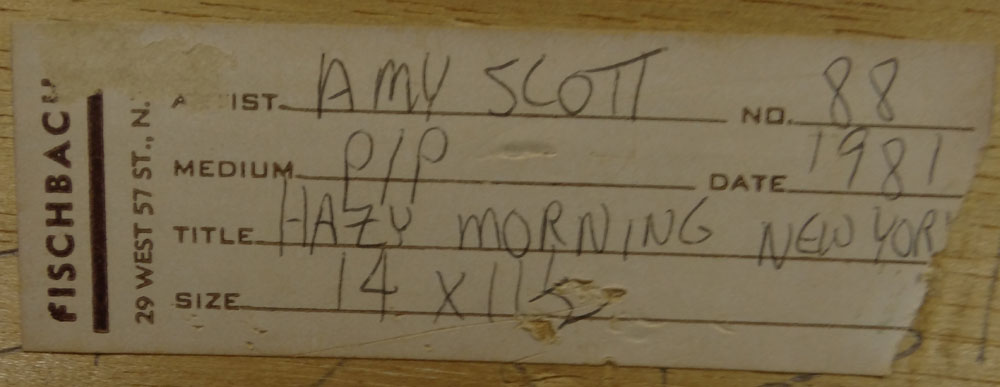 FISCHBACH
29 WEST 57 ST., N.
A IST AMY SCOTT NO. 88
MEDIUM P/P DATE 1981
TITLE HAZY MORNING NEW YOR
SIZE 14 X 11